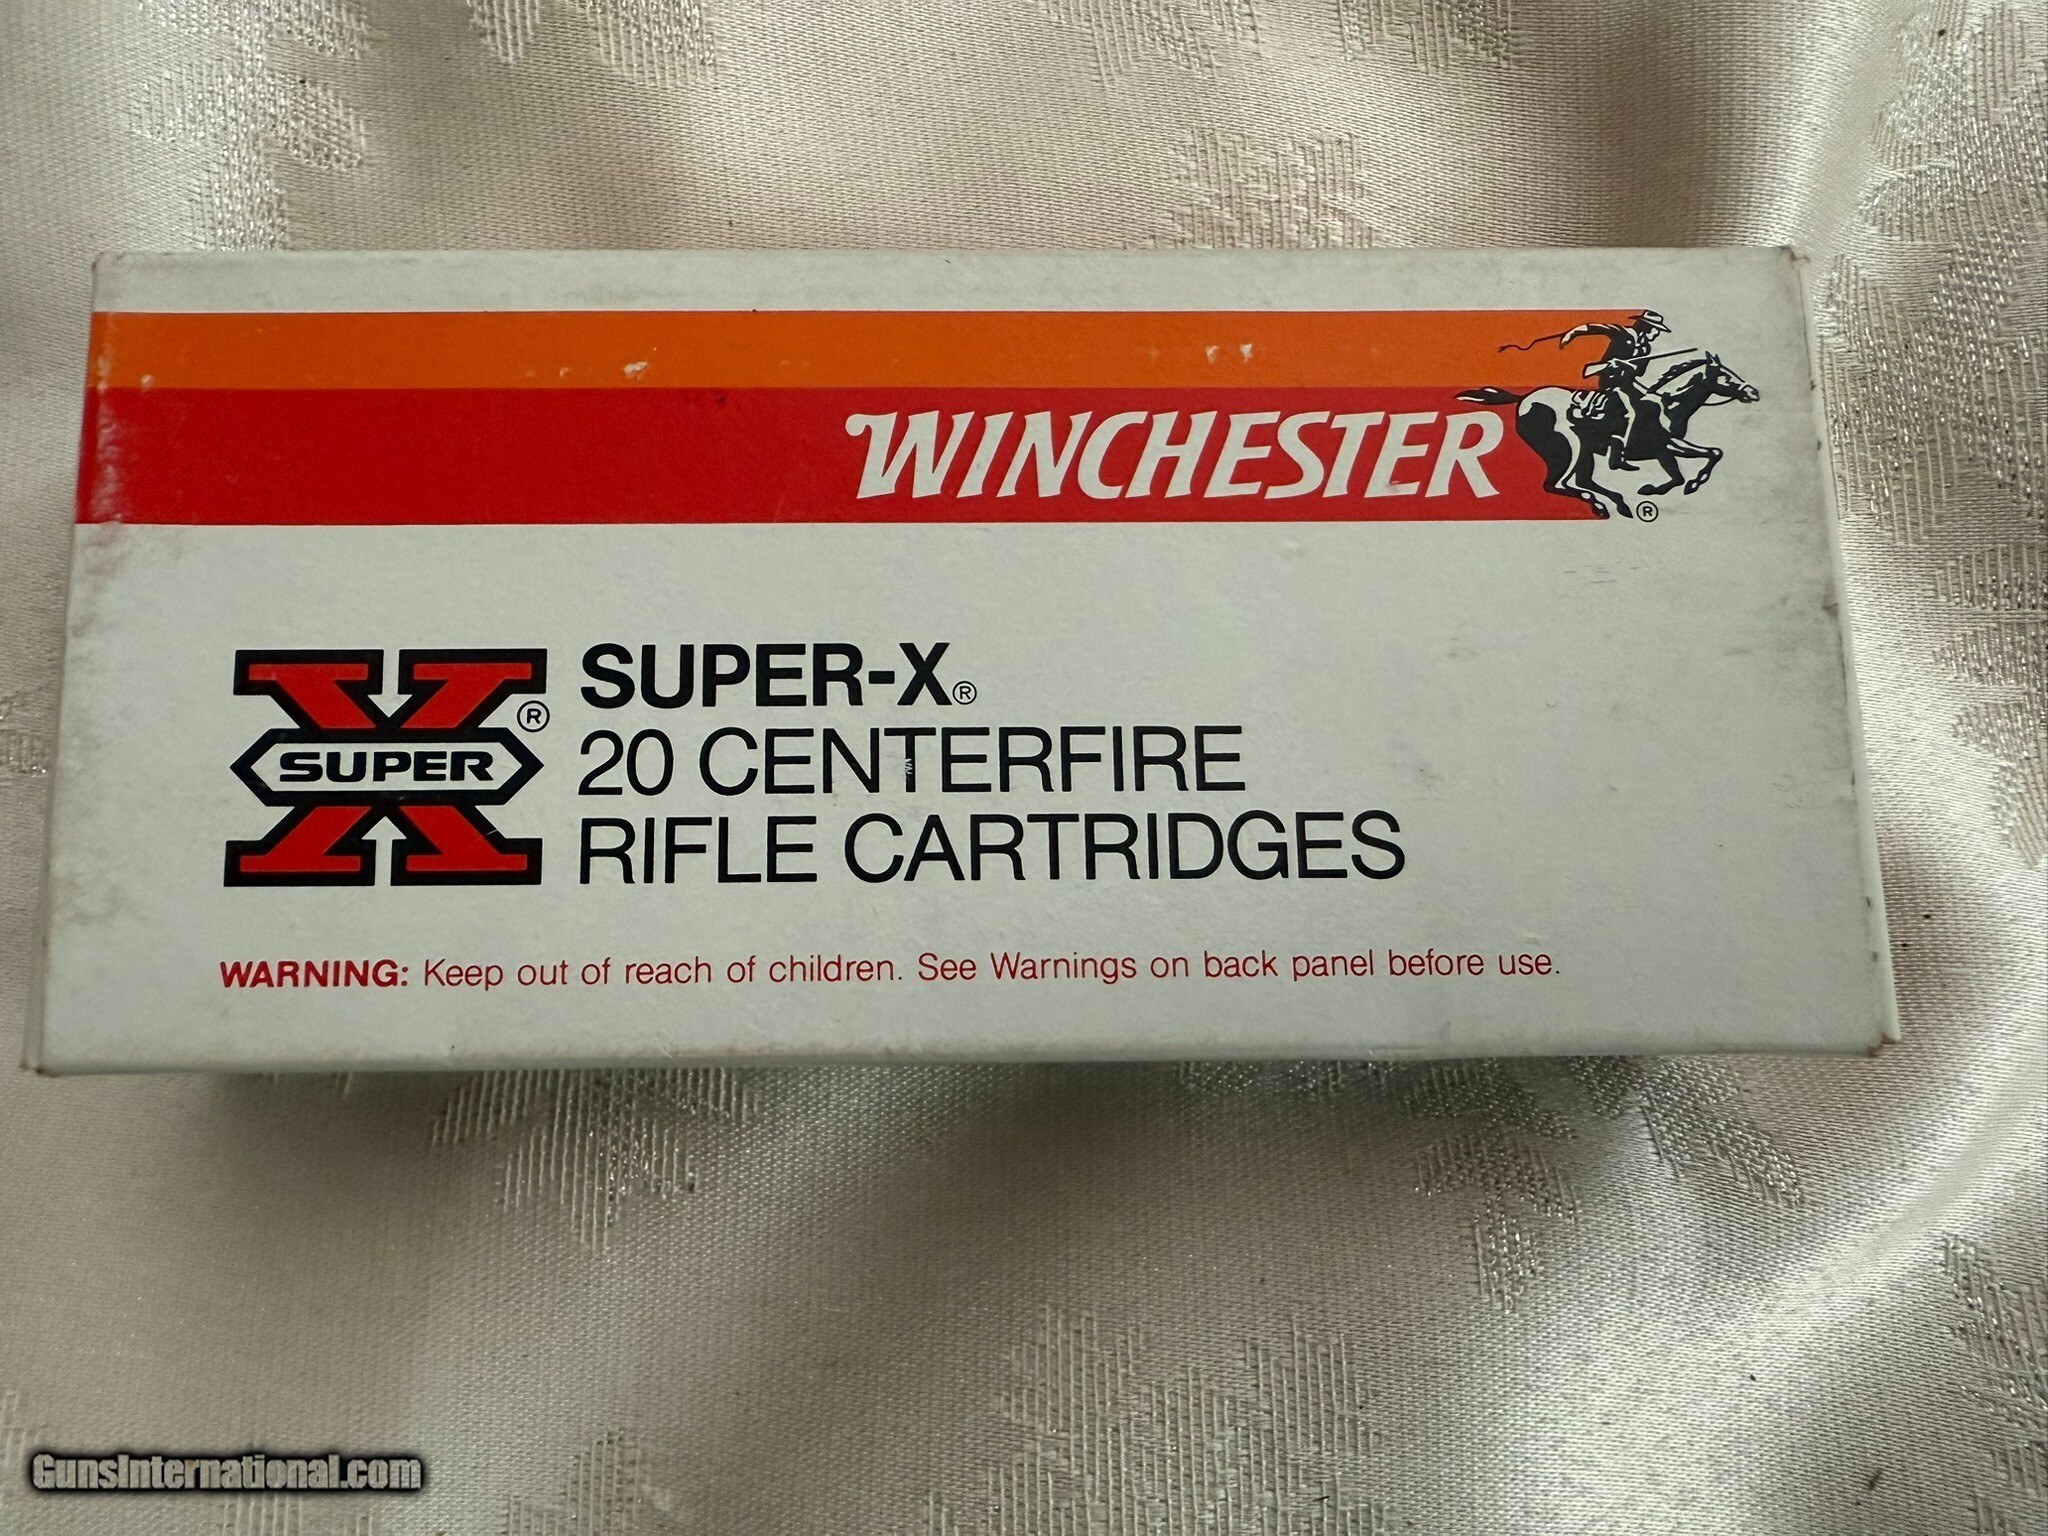 WINCHESTER
®
X SUPER ®
SUPER-X®
20 CENTERFIRE
RIFLE CARTRIDGES
WARNING: Keep out of reach of children. See Warnings on back panel before use.
GunsInternational.com